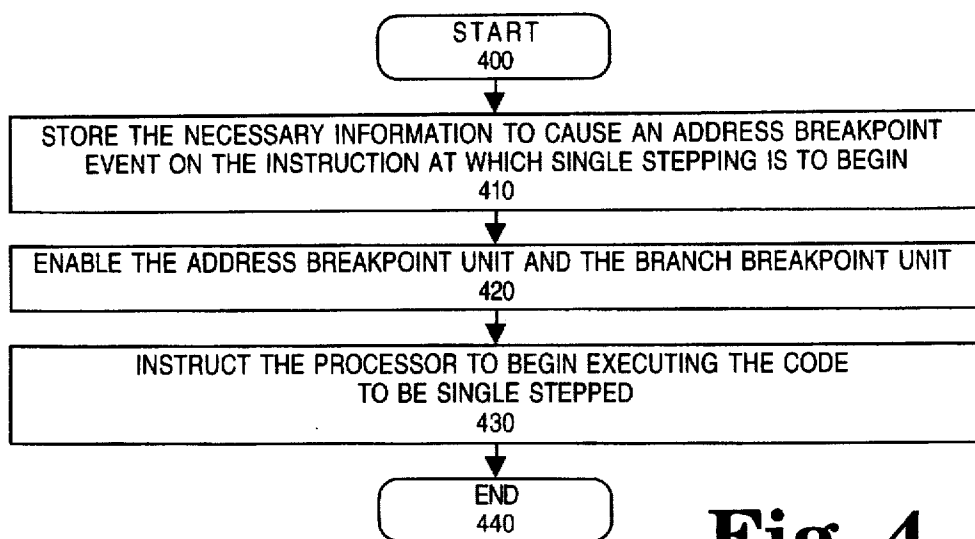 START
400
STORE THE NECESSARY INFORMATION TO CAUSE AN ADDRESS BREAKPOINT
EVENT ON THE INSTRUCTION AT WHICH SINGLE STEPPING IS TO BEGIN
410
ENABLE THE ADDRESS BREAKPOINT UNIT AND THE BRANCH BREAKPOINT UNIT
420
INSTRUCT THE PROCESSOR TO BEGIN EXECUTING THE CODE
TO BE SINGLE STEPPED
430
END
440
Fig. 4